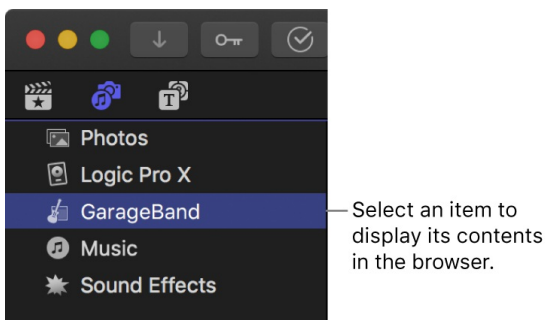 T
Photos
Logic Pro X
GarageBand
Music
Sound Effects
Select an item to
display its contents
in the browser.